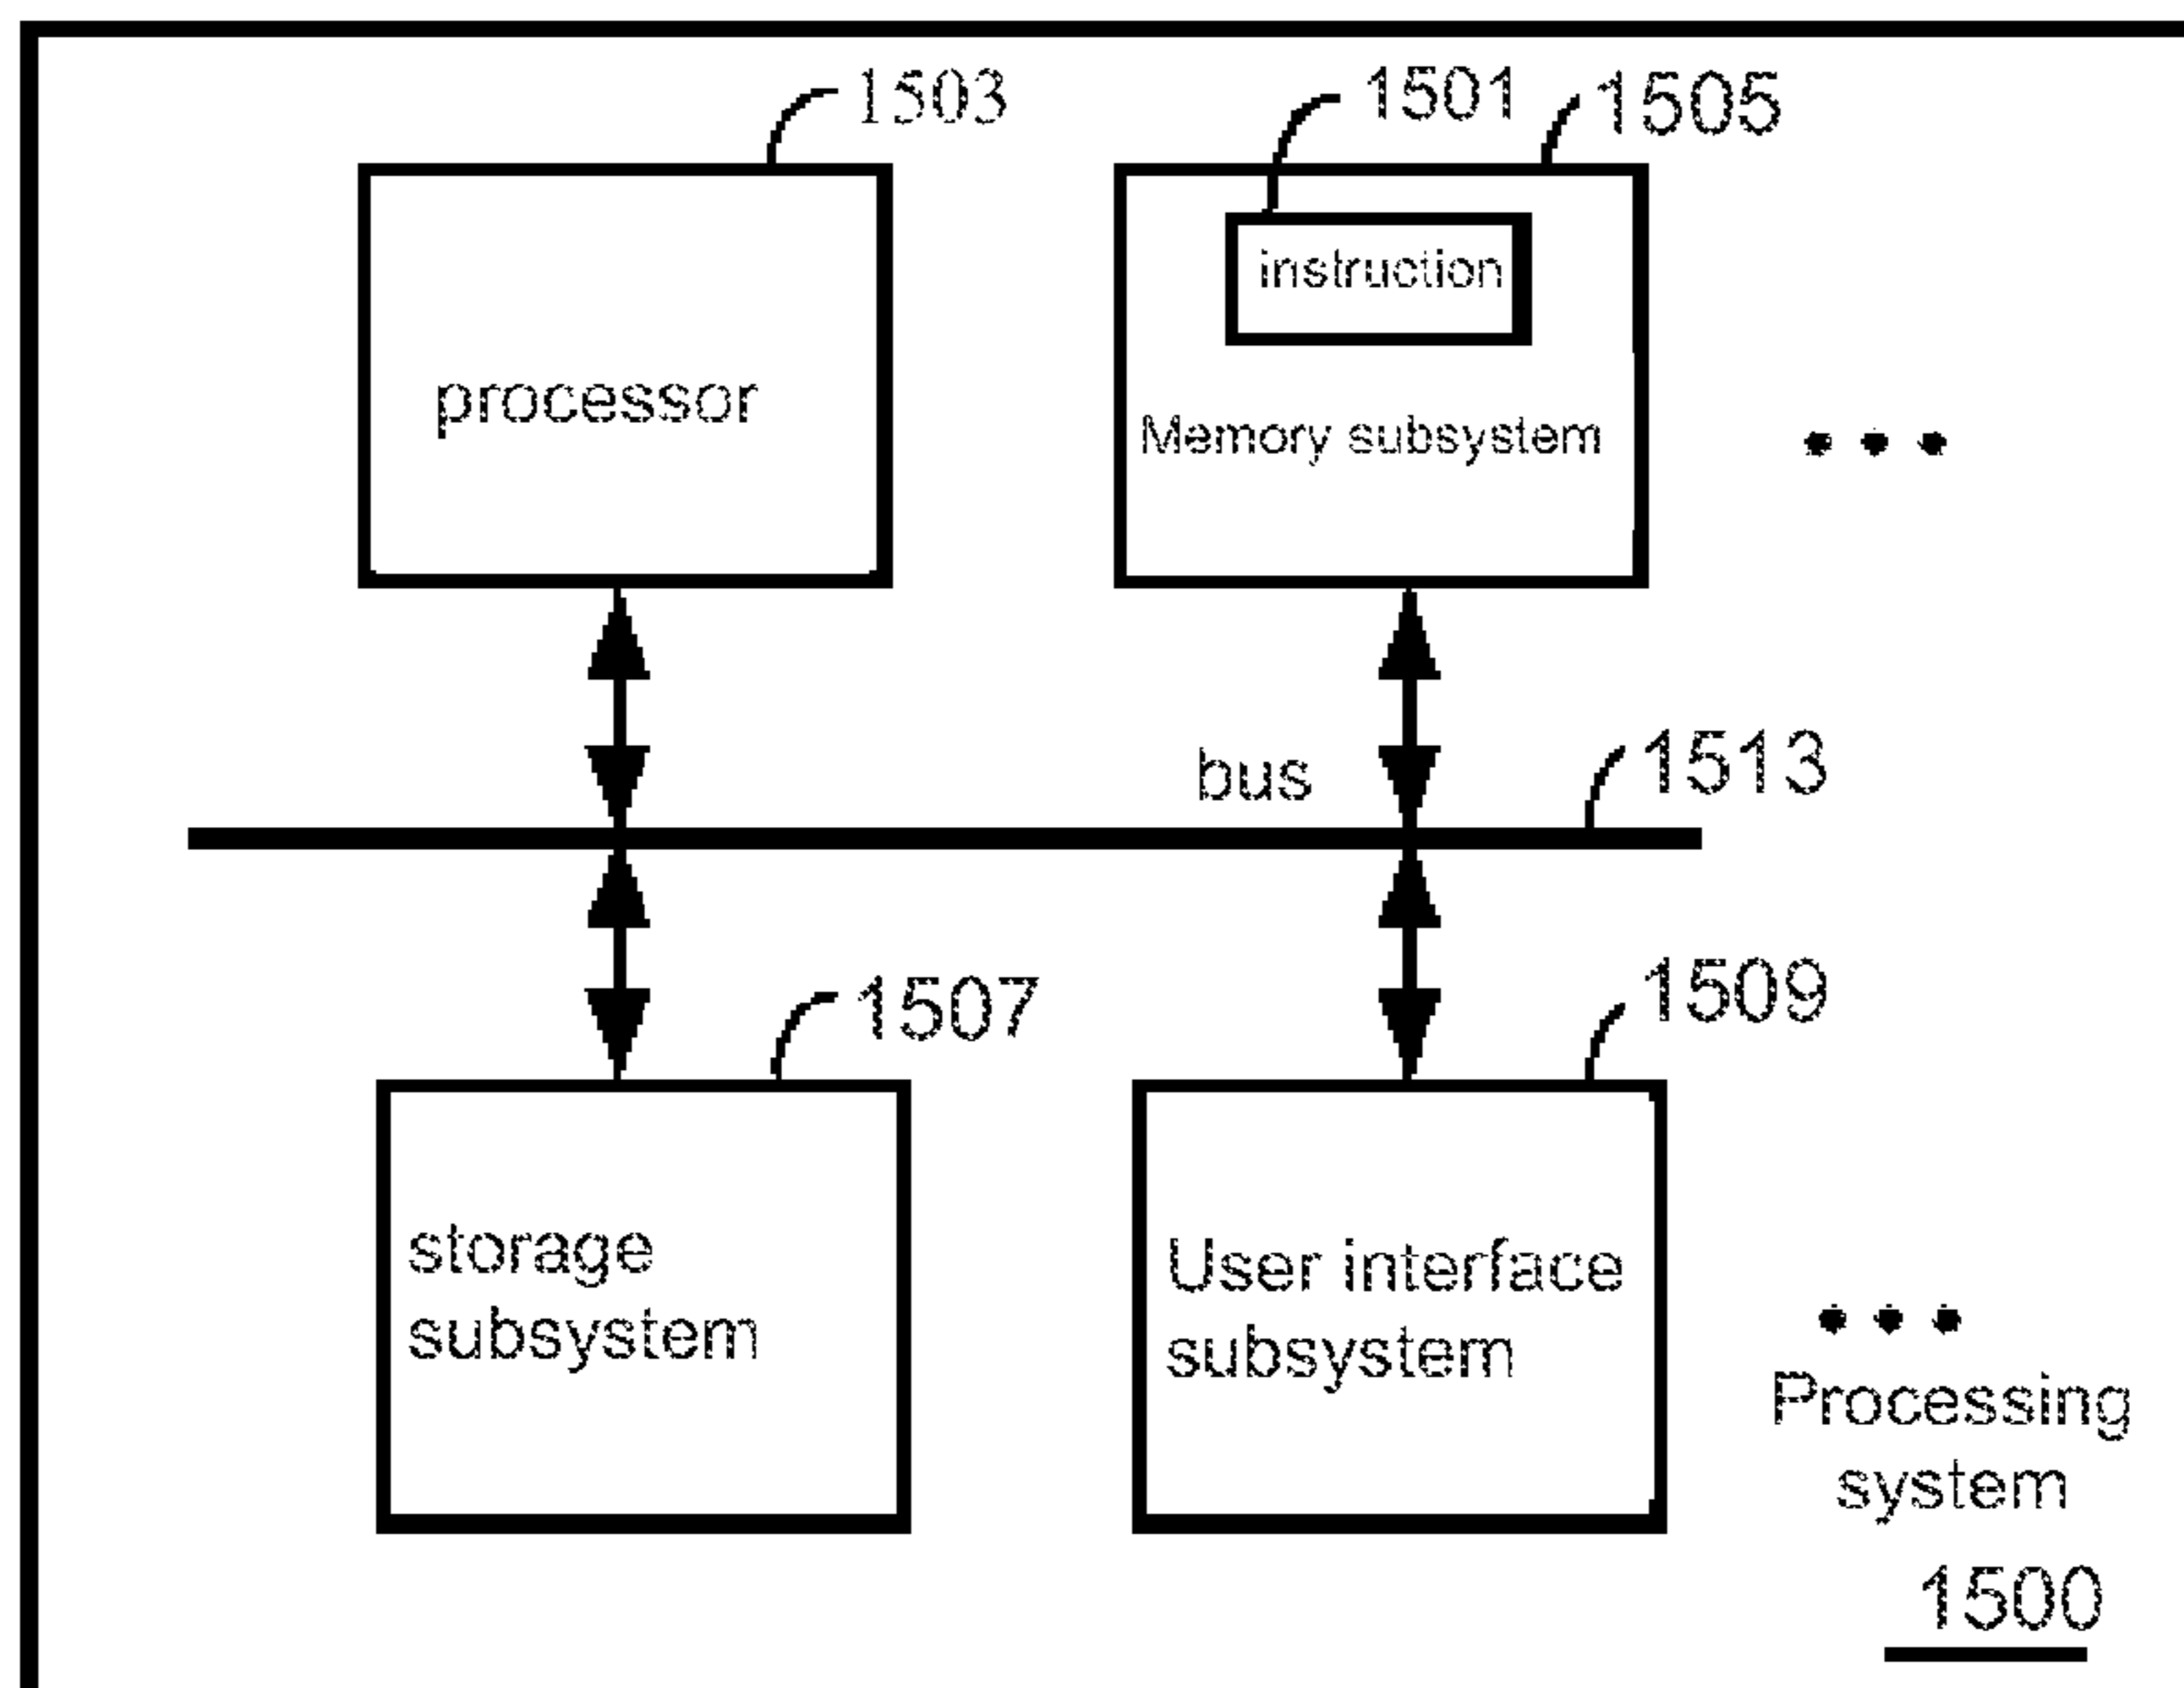 1503
1501
1505
instruction
processor
Memory subsystem
bus
1513
1507
1509
storage
subsystem
User interface
subsystem
Processing
system
1500